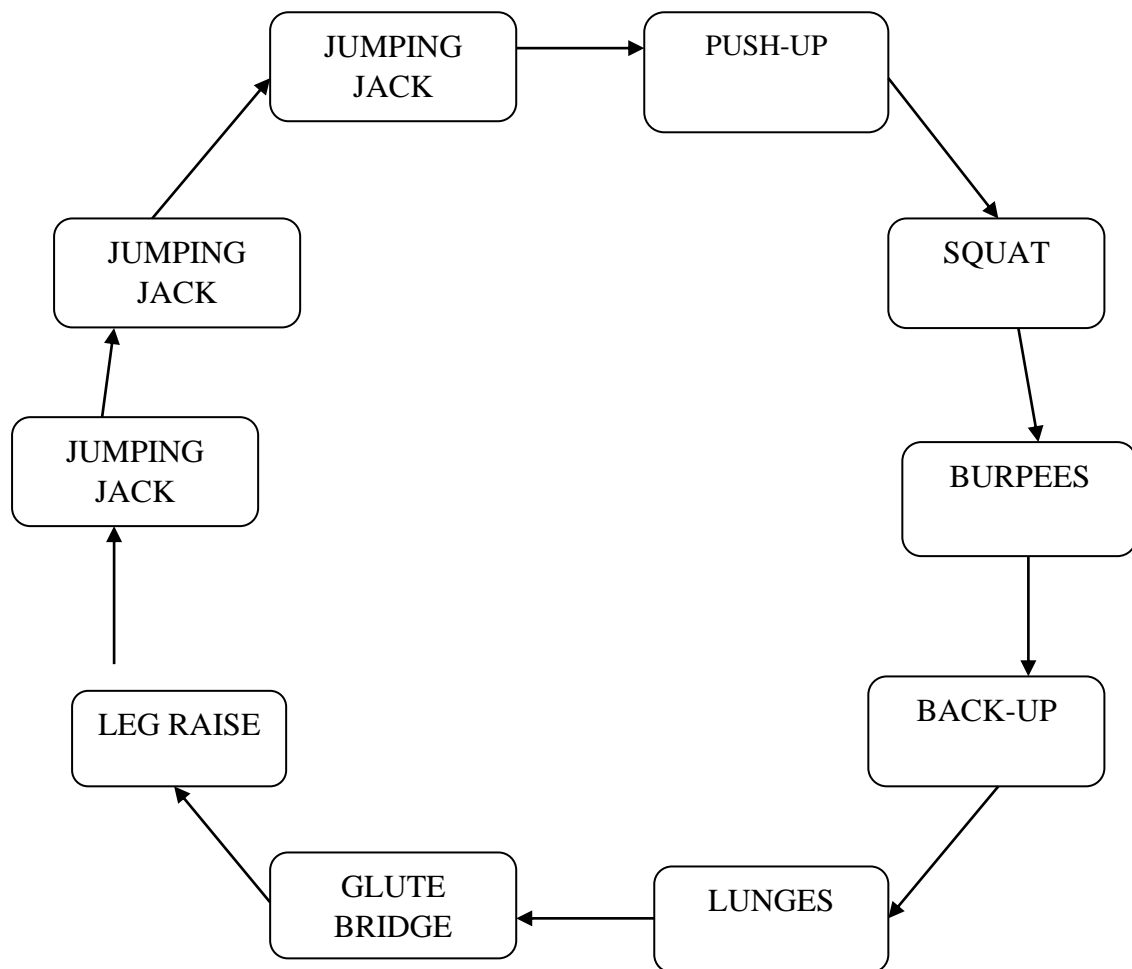 JUMPING
JACK
PUSH-UP
JUMPING
JACK
SQUAT
JUMPING
JACK
BURPEES
LEG RAISE
BACK-UP
GLUTE
BRIDGE
LUNGES